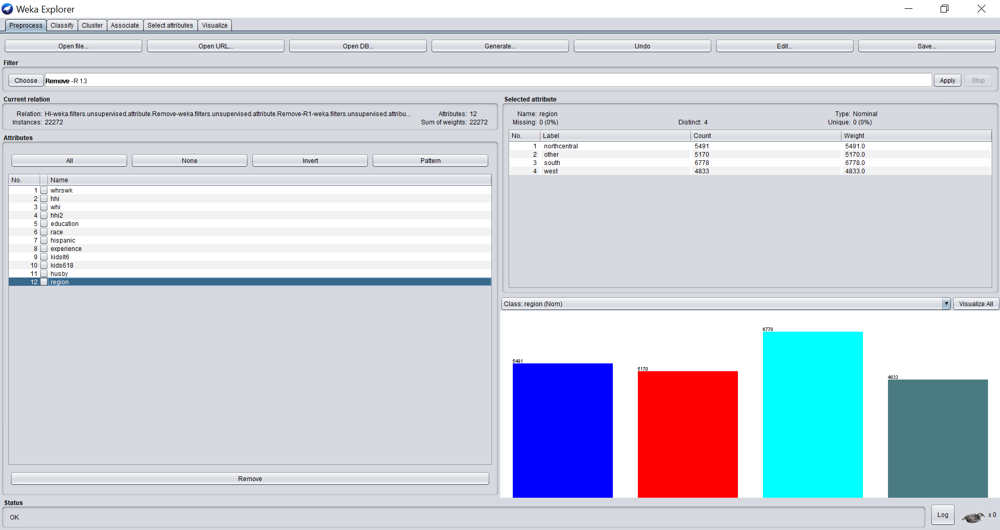 Weka Explorer
Preprocess Classify Cluster Associate Select attributes Visualize
Open file... Open URL... Open DB... Generate... Undo Edit... Save...
Filter
Choose Remove -R 13 Apply Stop
Current relation
Relation: HI-weka.filters.unsupervised.attribute.Remove-weka.filters.unsupervised.attribute.Remove-R1-weka.filters.unsupervised.attribu... Attributes: 12
Instances: 22272 Sum of weights: 22272
Attributes
All None Invert Pattern
No. Name
1 whrswk
2 hhi
3 whi
4 hhi2
5 education
6 race
7 hispanic
8 experience
9 kidslt6
10 kids618
11 husby
12 region
Remove
Selected attribute
Name: region Type: Nominal
Missing: 0 (0%) Distinct: 4 Unique: 0 (0%)
No. Label Count Weight
1 northcentral 5491 5491.0
2 other 5170 5170.0
3 south 6778 6778.0
4 west 4833 4833.0
Class: region (Nom) Visualize All
5491
5170
6778
4833
Status
OK
Log x 0